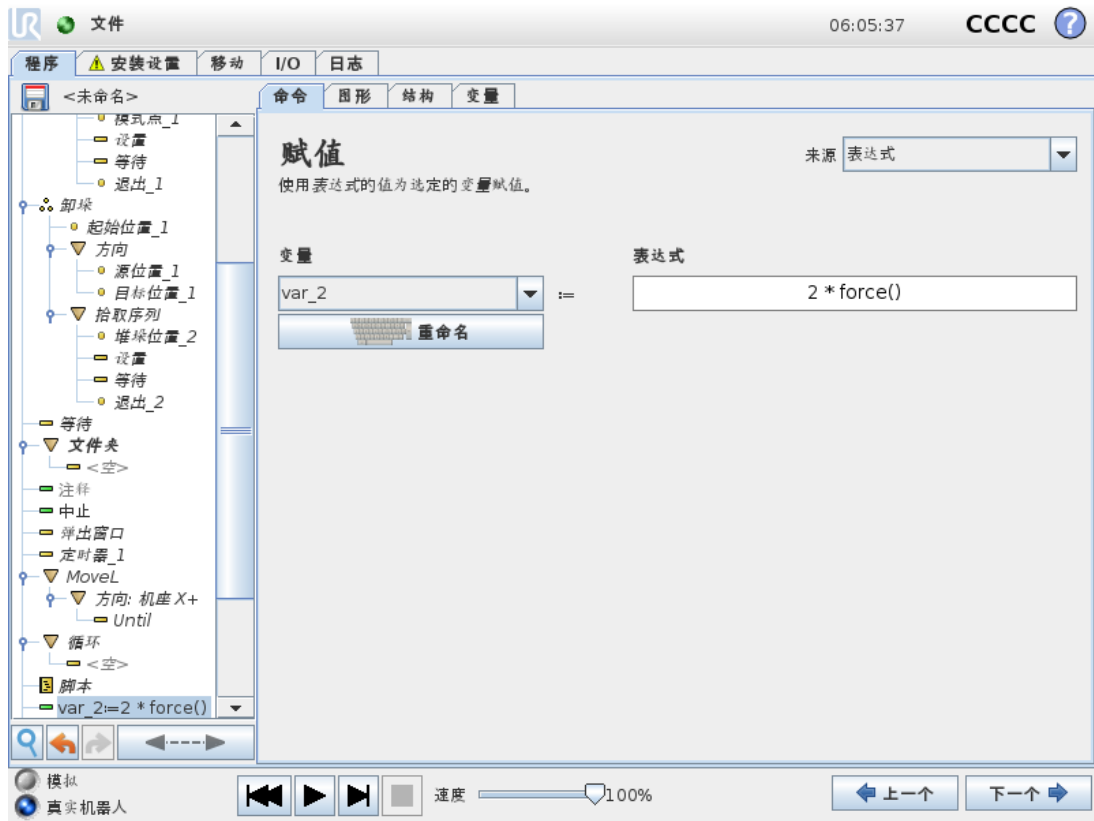 UR 文件 06:05:37 CCCC ?
程序 安装设置 移动 I/O 日志
<未命名>
命令 图形 结构 变量
模式点_1
设置
等待
退出_1
卸垛
起始位置_1
方向
源位置_1
目标位置_1
拾取序列
堆垛位置_2
设置
等待
退出_2
等待
文件夹
<空>
注释
中止
弹出窗口
定时器_1
MoveL
方向: 机座 X+
Until
循环
<空>
脚本
var_2:=2 * force()
赋值
来源 表达式
使用表达式的值为选定的变量赋值。
变量 表达式
var_2 := 2 * force()
重命名
模拟
真实机器人
速度 100%
上一个 下一个